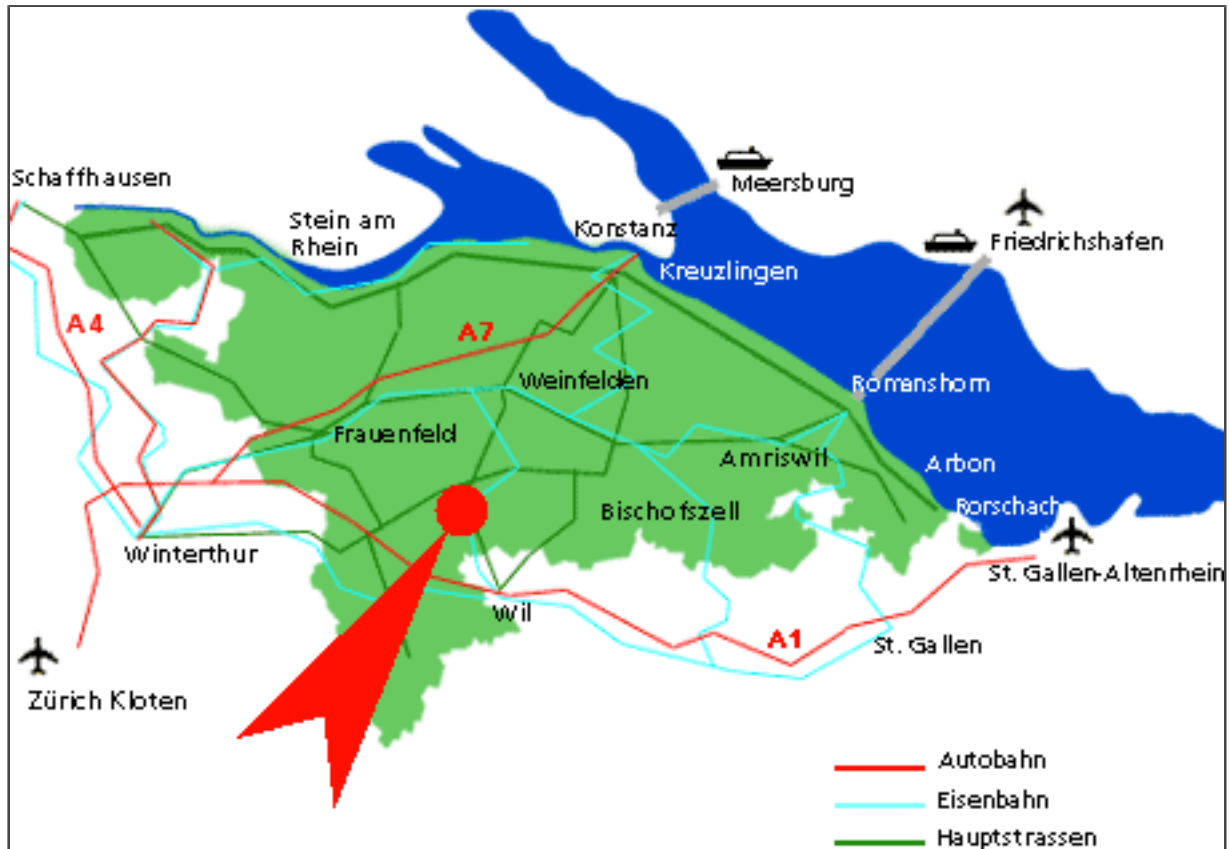 Schaffhausen
Meersburg
Stein am
Rhein
Konstanz
Friedrichshafen
Kreuzlingen
A4
A7
Weinfelden
Romanshorn
Frauenfeld
Amriswil
Arbon
Bischofszell
Rorschach
Winterthur
St. Gallen-Altenrhein
Wil
A1
St. Gallen
Zürich Kloten
Autobahn
Eisenbahn
Hauptstrassen